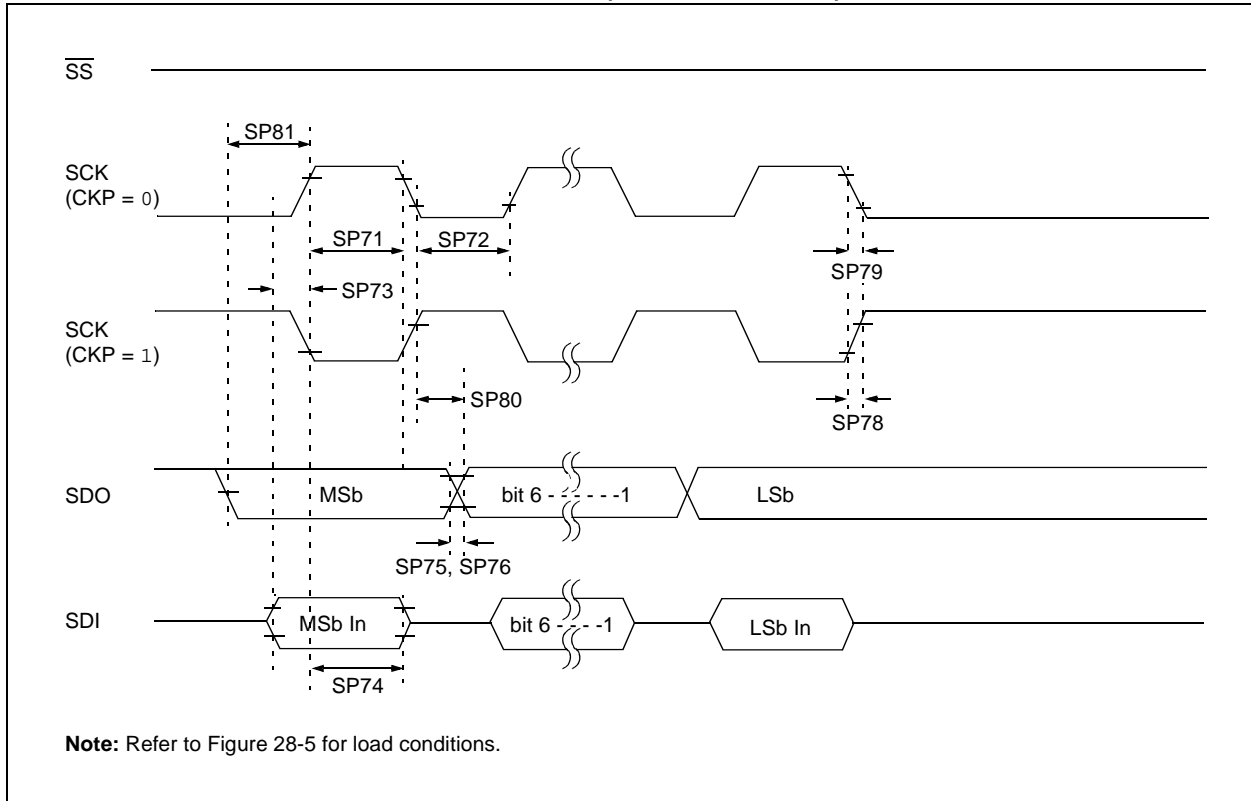 SS
SP81
SCK
(CKP = 0)
SP71
SP72
SP79
SP73
SCK
(CKP = 1)
SP80
SP78
SDO
MSb
bit 6 - - - - - -1
LSb
SP75, SP76
SDI
MSb In
bit 6 - - - - -1
LSb In
SP74
Note: Refer to Figure 28-5 for load conditions.